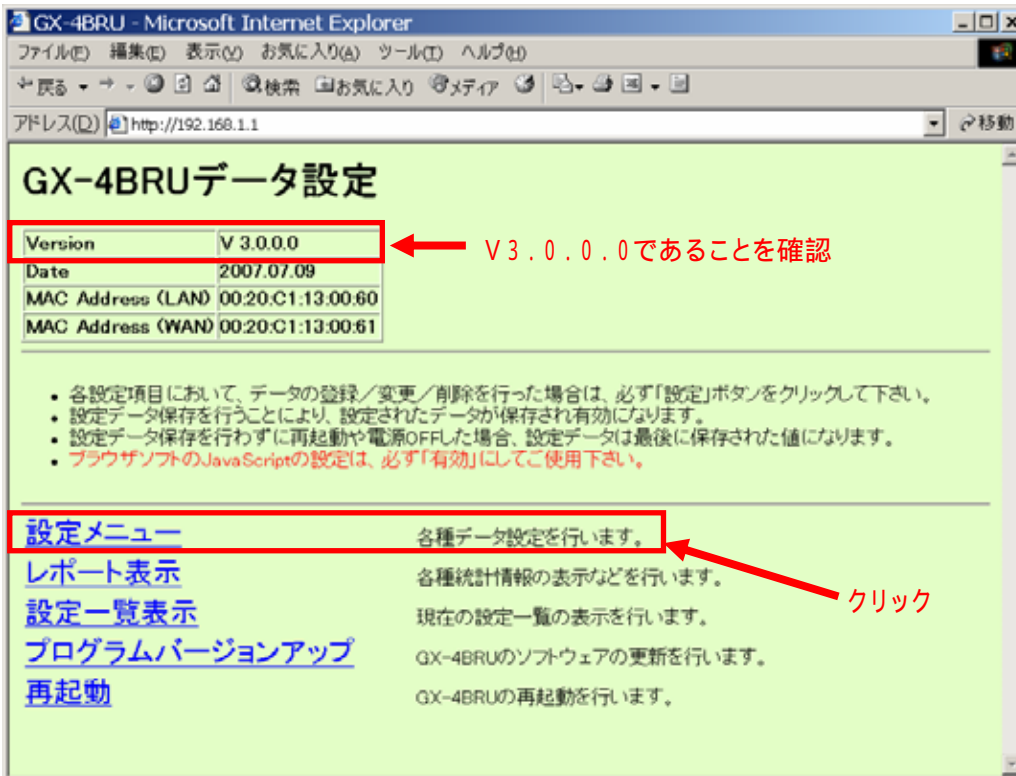 GX-4BRU - Microsoft Internet Explorer
ファイル(F) 編集(E) 表示(V) お気に入り(A) ツール(T) ヘルプ(H)
戻る 検索 お気に入り メディア
アドレス(D) http://192.168.1.1 移動
GX-4BRUデータ設定
Version V 3.0.0.0
V3.0.0.0であることを確認
Date 2007.07.09
MAC Address (LAN) 00:20:C1:13:00:60
MAC Address (WAN) 00:20:C1:13:00:61
• 各設定項目において、データの登録／変更／削除を行った場合は、必ず「設定」ボタンをクリックして下さい。
• 設定データ保存を行うことにより、設定されたデータが保存され有効になります。
• 設定データ保存を行わずに再起動や電源OFFした場合、設定データは最後に保存された値になります。
• ブラウザソフトのJavaScriptの設定は、必ず「有効」にしてご使用下さい。
設定メニュー 各種データ設定を行います。
レポート表示 各種統計情報の表示などを行います。
クリック
設定一覧表示 現在の設定一覧の表示を行います。
プログラムバージョンアップ GX-4BRUのソフトウェアの更新を行います。
再起動 GX-4BRUの再起動を行います。